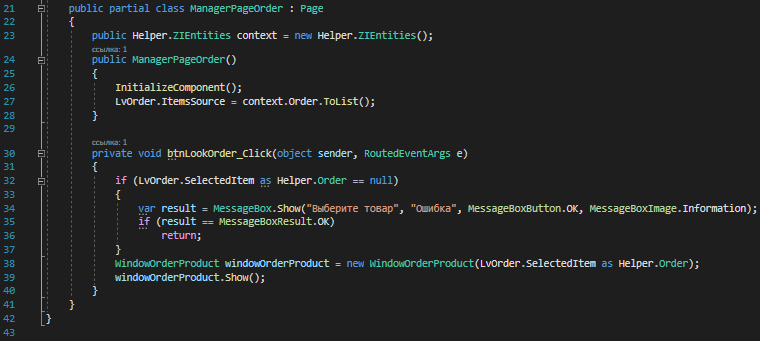 21 public partial class ManagerPageOrder : Page
22 {
23 public Helper.ZIEntities context = new Helper.ZIEntities();
ссылка: 1
24 public ManagerPageOrder()
25 {
26 InitializeComponent();
27 LvOrder.ItemsSource = context.Order.ToList();
28 }
29
ссылка: 1
30 private void btnLookOrder_Click(object sender, RoutedEventArgs e)
31 {
32 if (LvOrder.SelectedItem as Helper.Order == null)
33 {
34 var result = MessageBox.Show("Выберите товар", "Ошибка", MessageBoxButton.OK, MessageBoxImage.Information);
35 if (result == MessageBoxResult.OK)
36 return;
37 }
38 WindowOrderProduct windowOrderProduct = new WindowOrderProduct(LvOrder.SelectedItem as Helper.Order);
39 windowOrderProduct.Show();
40 }
41 }
42 }
43